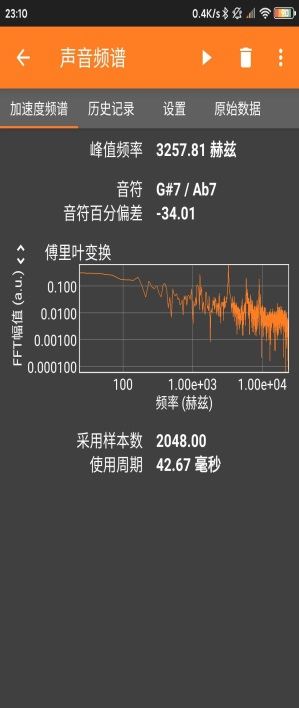 23:10 0.4K/s
声音频谱
加速度频谱 历史记录 设置 原始数据
峰值频率 3257.81 赫兹
音符 G#7 / Ab7
音符百分偏差 -34.01
傅里叶变换
FFT幅值 (a.u.)
0.100
0.0100
0.00100
0.000100
100 1.00e+03 1.00e+04
频率 (赫兹)
采用样本数 2048.00
使用周期 42.67 毫秒